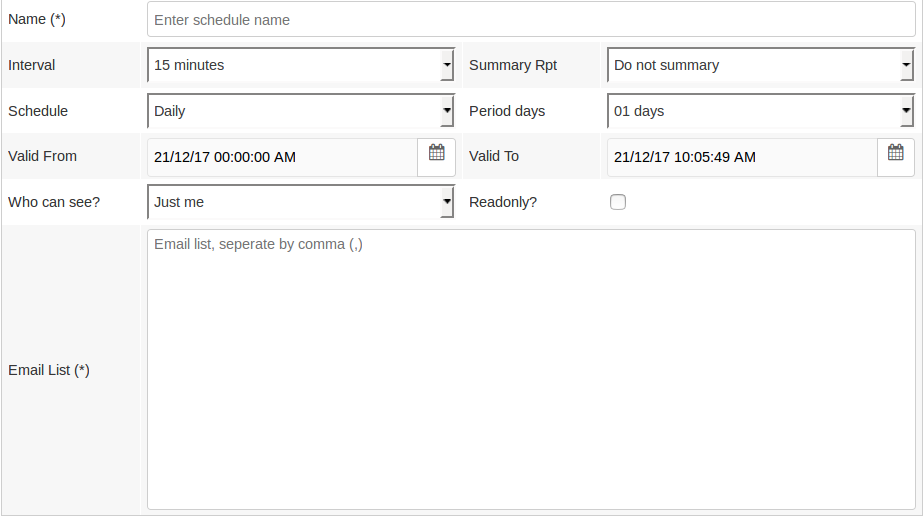 Name (*) Enter schedule name
Interval 15 minutes Summary Rpt Do not summary
Schedule Daily Period days 01 days
Valid From 21/12/17 00:00:00 AM Valid To 21/12/17 10:05:49 AM
Who can see? Just me Readonly?
Email list, seperate by comma (,)
Email List (*)